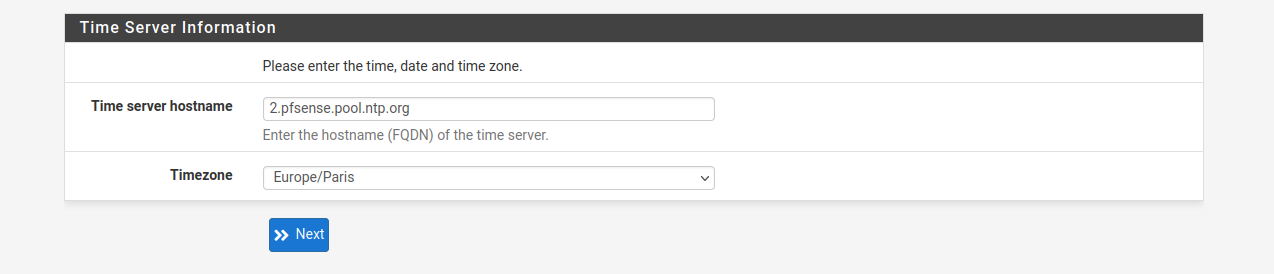 Time Server Information
Please enter the time, date and time zone.
Time server hostname
2.pfsense.pool.ntp.org
Enter the hostname (FQDN) of the time server.
Timezone
Europe/Paris
Next